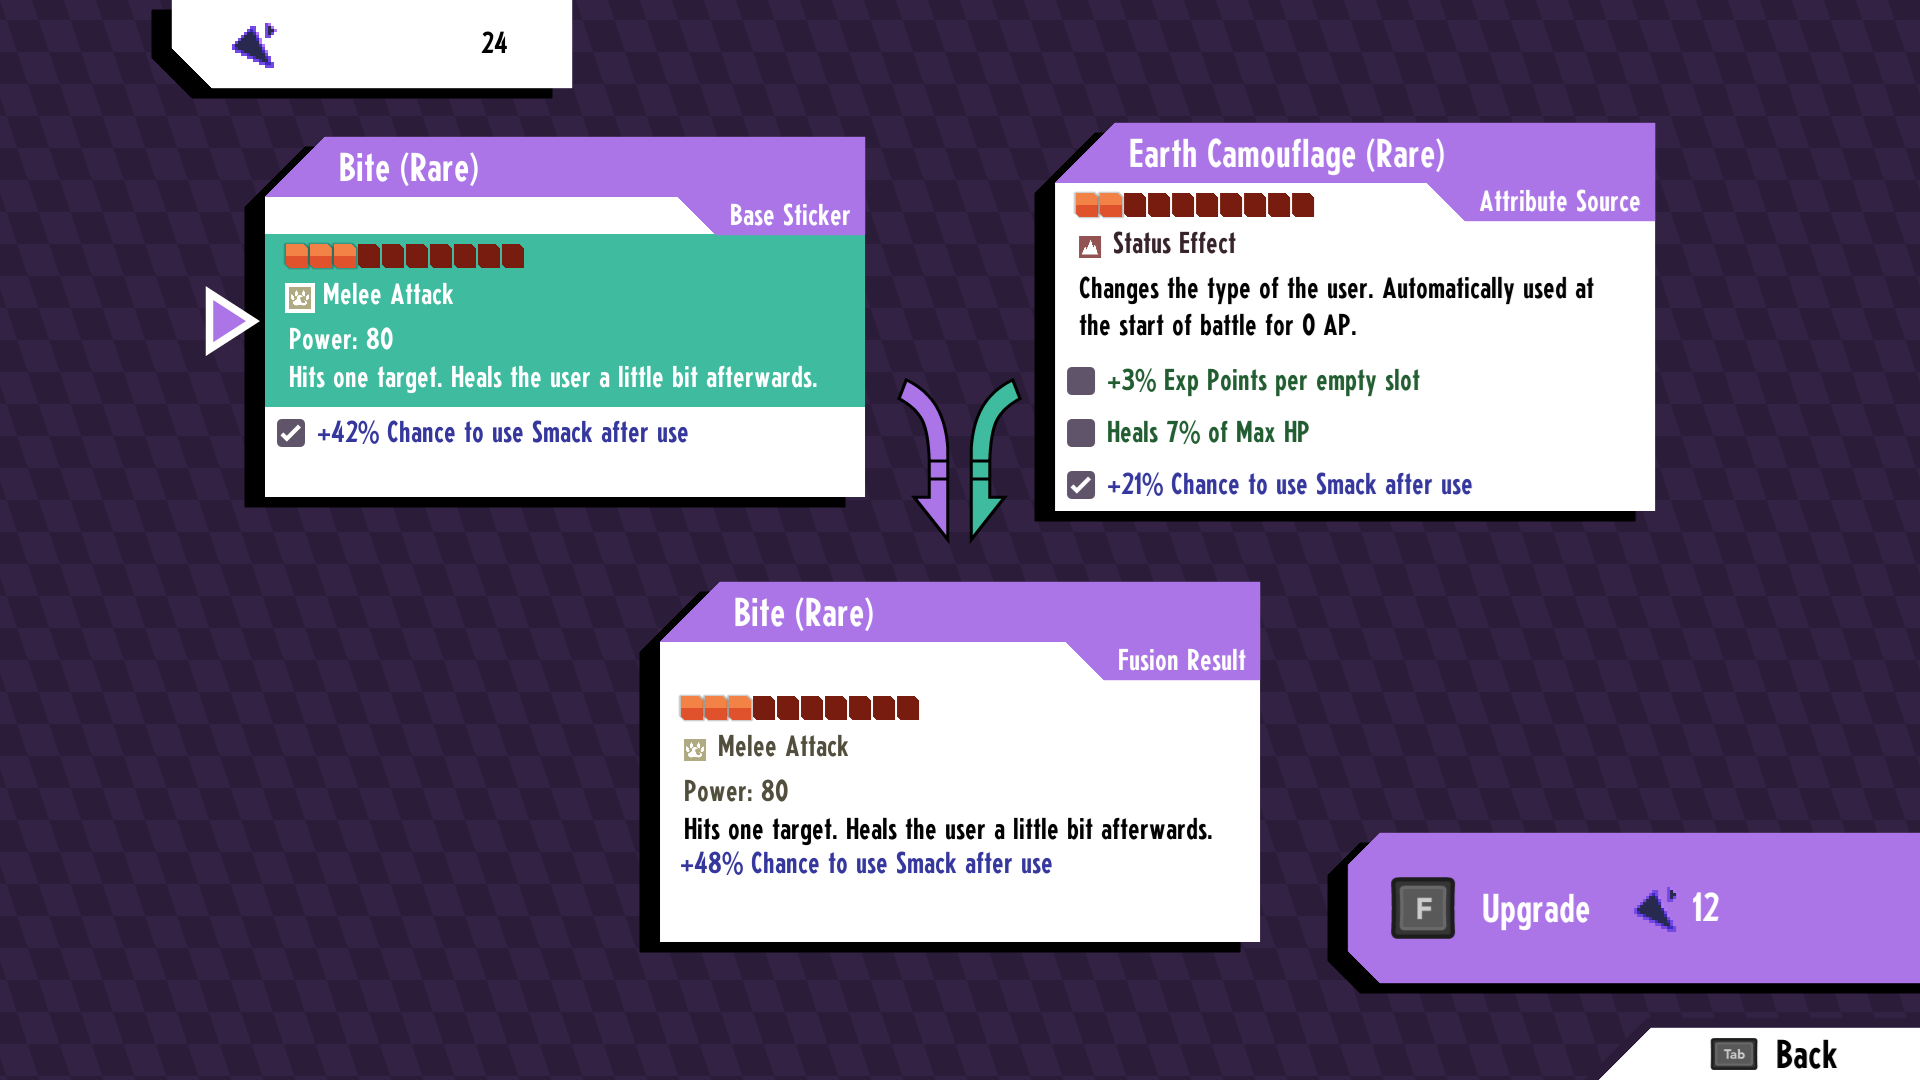 24
Bite (Rare)
Base Sticker
Melee Attack
Power: 80
Hits one target. Heals the user a little bit afterwards.
+42% Chance to use Smack after use
Earth Camouflage (Rare)
Attribute Source
Status Effect
Changes the type of the user. Automatically used at
the start of battle for 0 AP.
+3% Exp Points per empty slot
Heals 7% of Max HP
+21% Chance to use Smack after use
Bite (Rare)
Fusion Result
Melee Attack
Power: 80
Hits one target. Heals the user a little bit afterwards.
+48% Chance to use Smack after use
F Upgrade 12
Tab Back